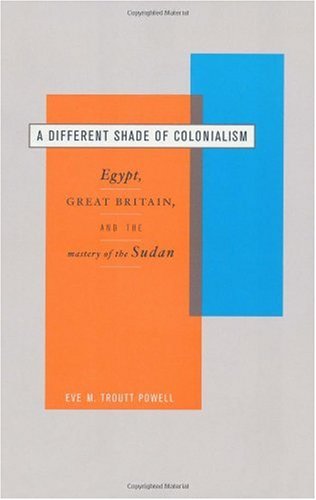 A DIFFERENT SHADE OF COLONIALISM
Egypt,
GREAT BRITAIN,
AND THE
mastery of the Sudan
EVE M. TROUTT POWELL